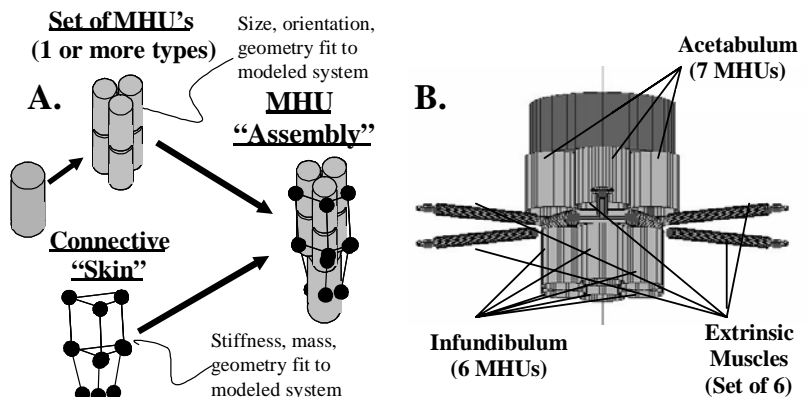 Set of MHU's
(1 or more types)
Size, orientation,
geometry fit to
modeled system
A.
MHU
“Assembly”
Connective
“Skin”
Stiffness, mass,
geometry fit to
modeled system
Acetabulum
(7 MHUs)
B.
Infundibulum
(6 MHUs)
Extrinsic
Muscles
(Set of 6)